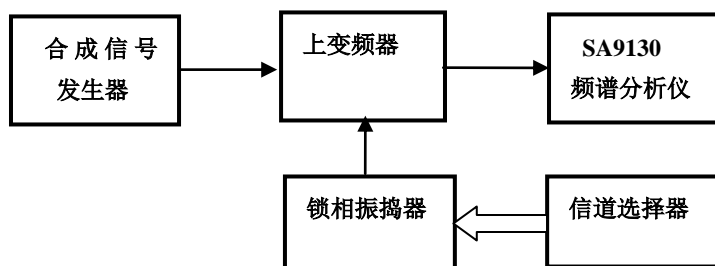 合成信号
发生器
上变频器
SA9130
频谱分析仪
锁相振捣器
信道选择器